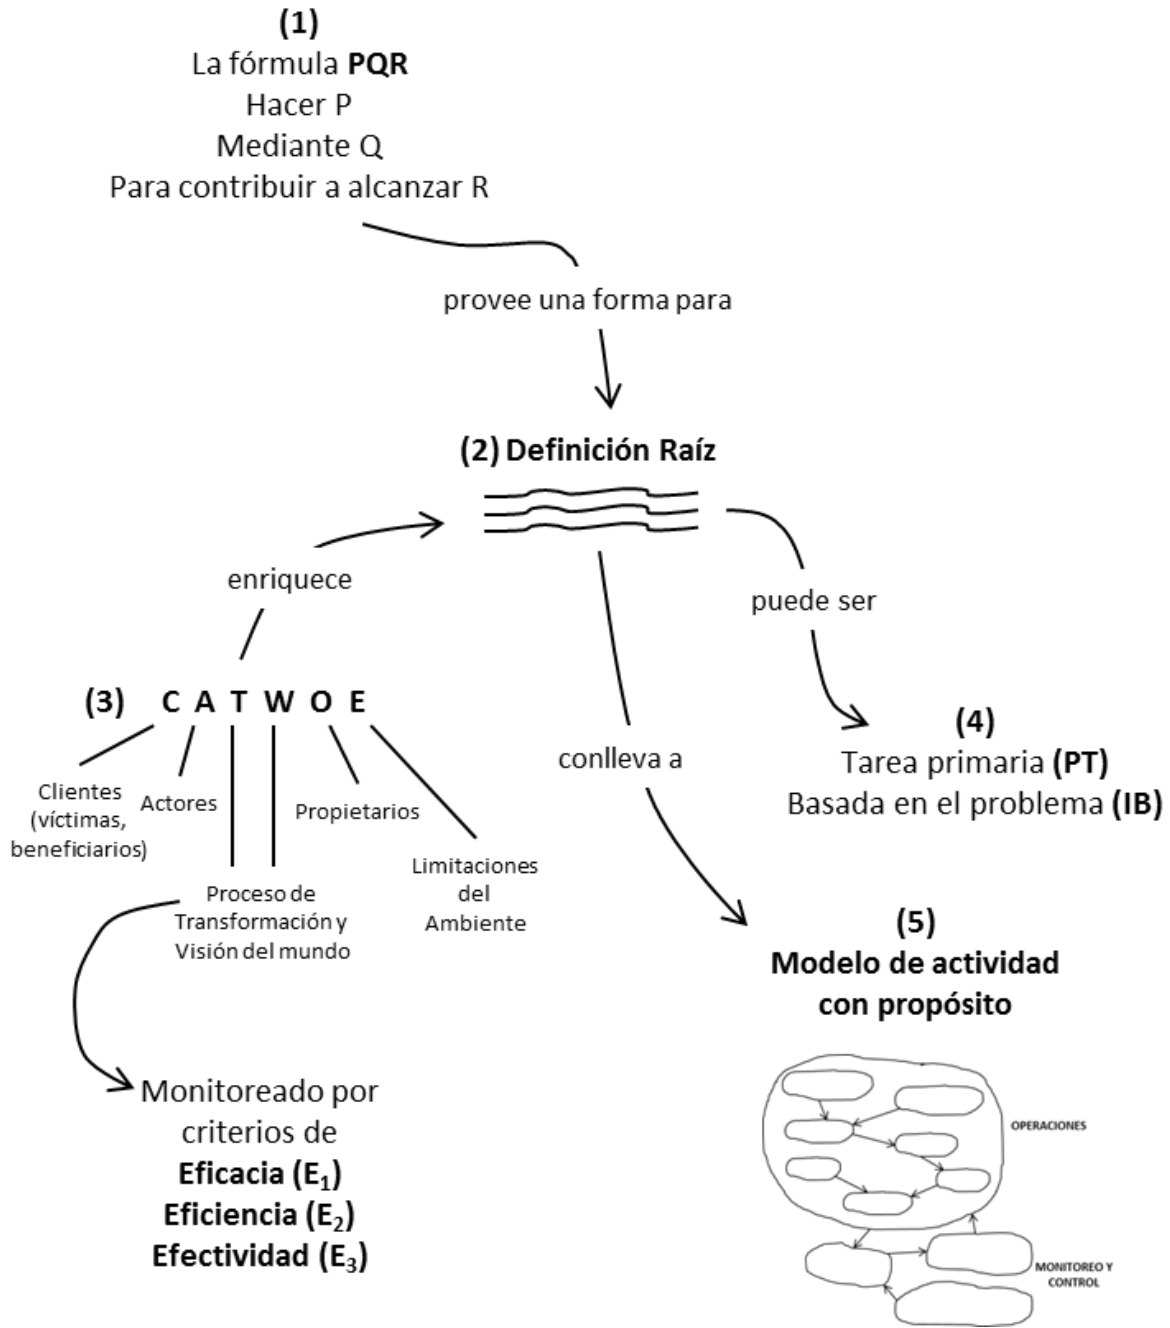 (1)
La fórmula PQR
Hacer P
Mediante Q
Para contribuir a alcanzar R
provee una forma para
(2) Definición Raíz
enriquece
puede ser
(3) C A T W O E
(4)
Tarea primaria (PT)
Basada en el problema (IB)
conlleva a
Clientes
(víctimas,
beneficiarios)
Actores
Propietarios
Limitaciones
del
Ambiente
Proceso de
Transformación y
Visión del mundo
(5)
Modelo de actividad
con propósito
Monitoreado por
criterios de
Eficacia (E₁)
Eficiencia (E₂)
Efectividad (E₃)
OPERACIONES
MONITOREO Y
CONTROL